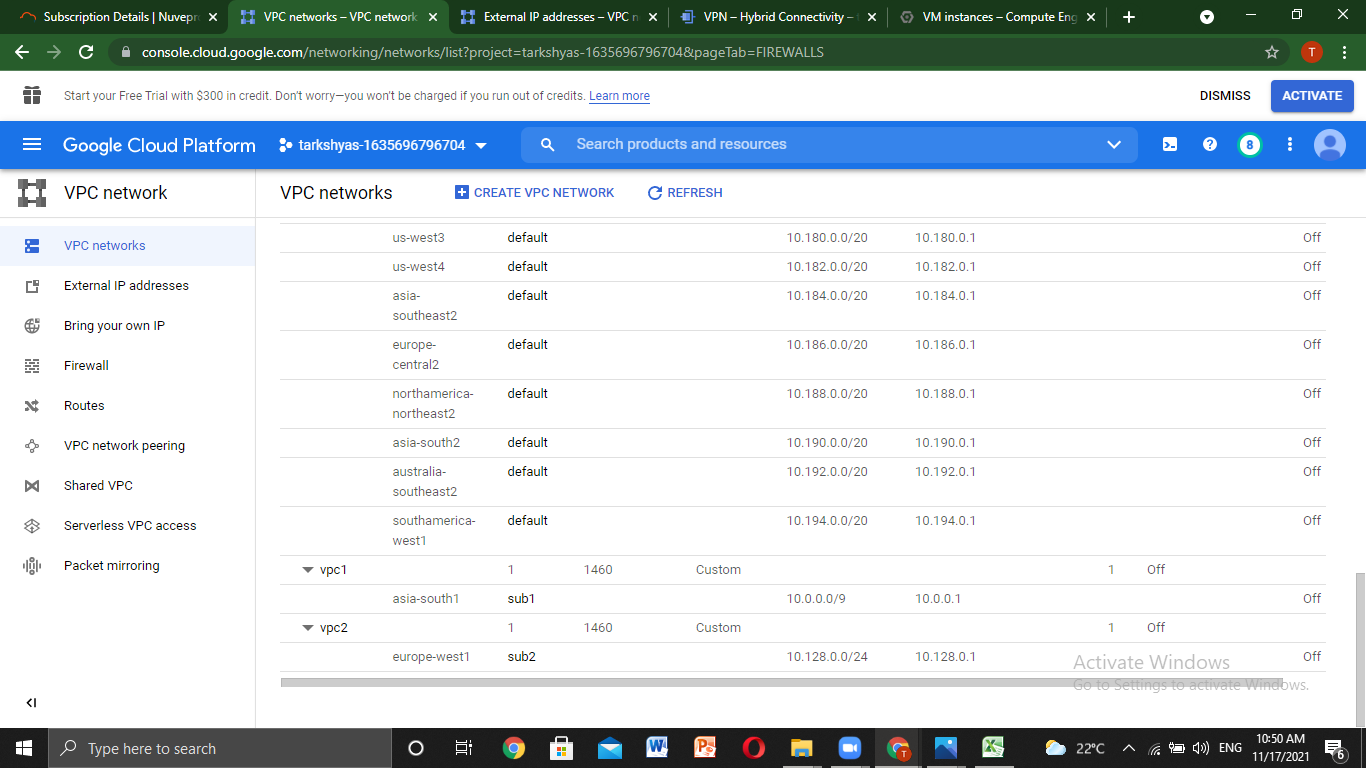 Subscription Details | Nuvepr
VPC networks – VPC network
External IP addresses – VPC n
VPN – Hybrid Connectivity –
VM instances – Compute Eng
console.cloud.google.com/networking/networks/list?project=tarkshyas-1635696796704&pageTab=FIREWALLS
T
Start your Free Trial with $300 in credit. Don't worry—you won't be charged if you run out of credits. Learn more
DISMISS
ACTIVATE
Google Cloud Platform
tarkshyas-1635696796704
Search products and resources
8
VPC network
VPC networks
CREATE VPC NETWORK
REFRESH
VPC networks
External IP addresses
Bring your own IP
Firewall
Routes
VPC network peering
Shared VPC
Serverless VPC access
Packet mirroring
us-west3 default 10.180.0.0/20 10.180.0.1 Off
us-west4 default 10.182.0.0/20 10.182.0.1 Off
asia- default 10.184.0.0/20 10.184.0.1 Off
southeast2
europe- default 10.186.0.0/20 10.186.0.1 Off
central2
northamerica- default 10.188.0.0/20 10.188.0.1 Off
northeast2
asia-south2 default 10.190.0.0/20 10.190.0.1 Off
australia- default 10.192.0.0/20 10.192.0.1 Off
southeast2
southamerica- default 10.194.0.0/20 10.194.0.1 Off
west1
vpc1 1 1460 Custom 1 Off
asia-south1 sub1 10.0.0.0/9 10.0.0.1 Off
vpc2 1 1460 Custom 1 Off
europe-west1 sub2 10.128.0.0/24 10.128.0.1 Off
Activate Windows
Go to Settings to activate Windows.
Type here to search
T
22°C
ENG
10:50 AM
11/17/2021
6